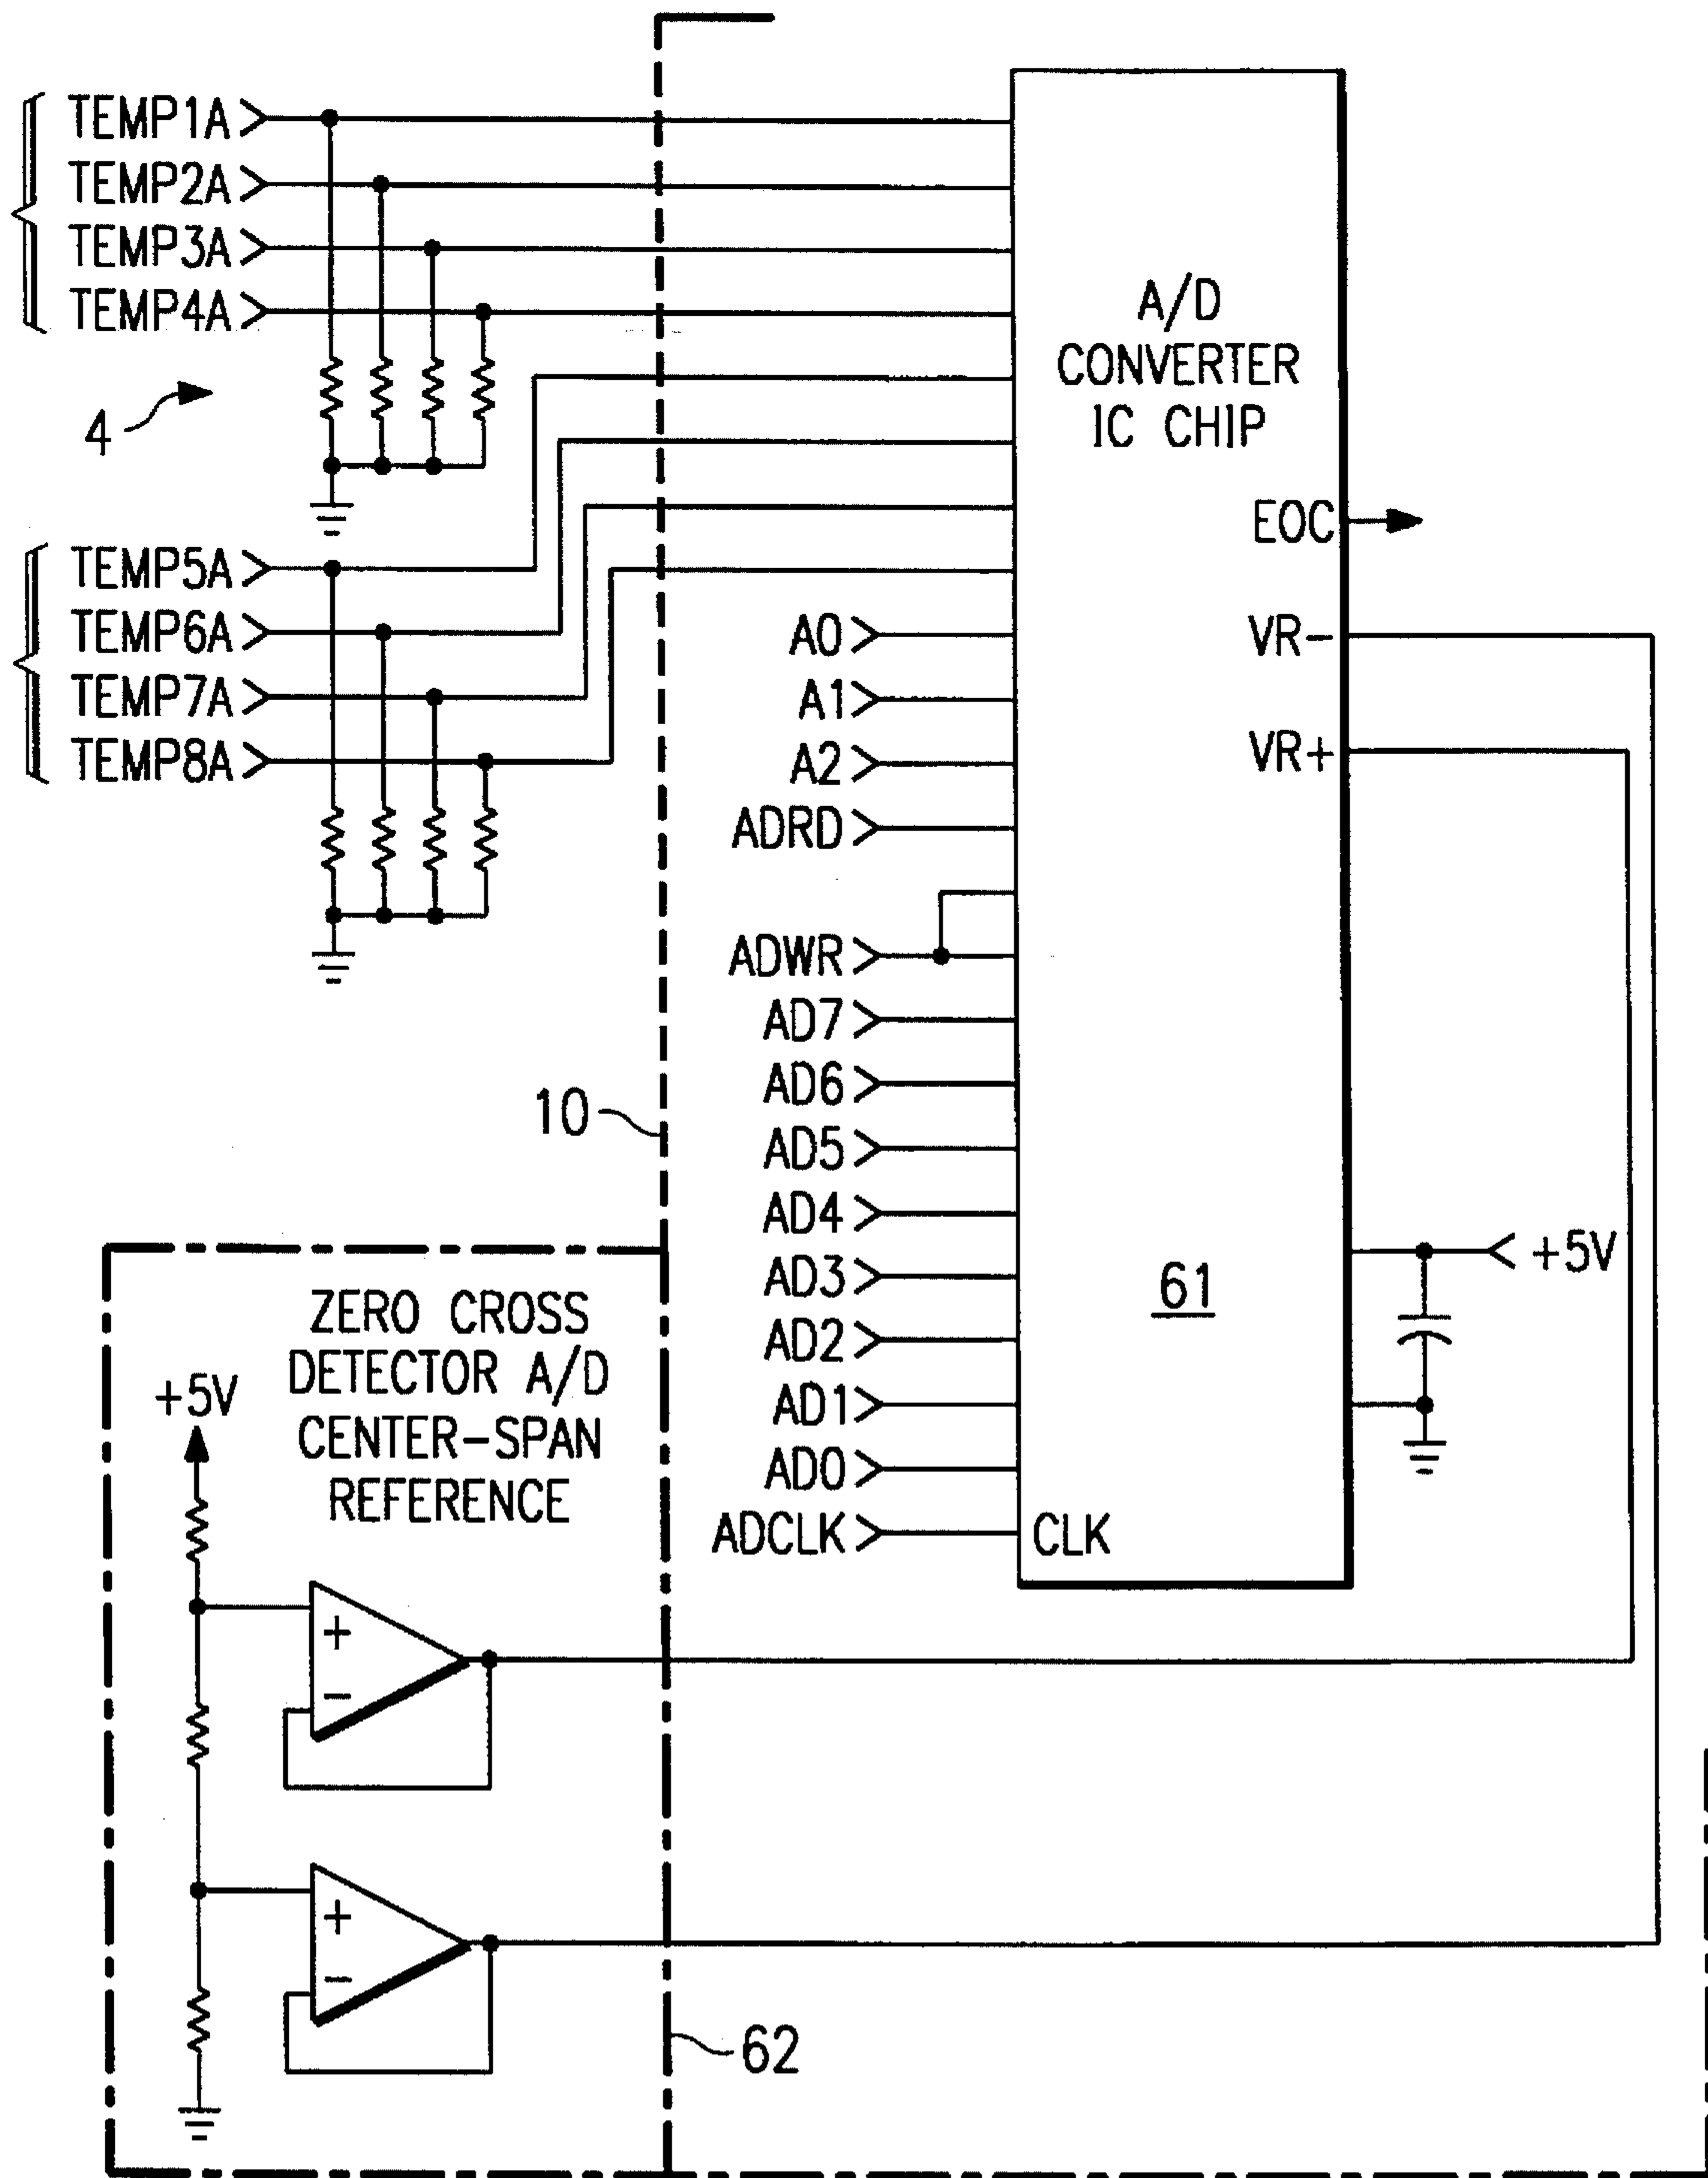 TEMP1A
TEMP2A
TEMP3A
TEMP4A
4
TEMP5A
TEMP6A
TEMP7A
TEMP8A
A/D
CONVERTER
IC CHIP
EOC
VR-
VR+
A0
A1
A2
ADRD
ADWR
AD7
AD6
AD5
AD4
AD3
AD2
AD1
AD0
ADCLK
CLK
61
+5V
10
ZERO CROSS
DETECTOR A/D
CENTER-SPAN
REFERENCE
+5V
+
-
+
-
62